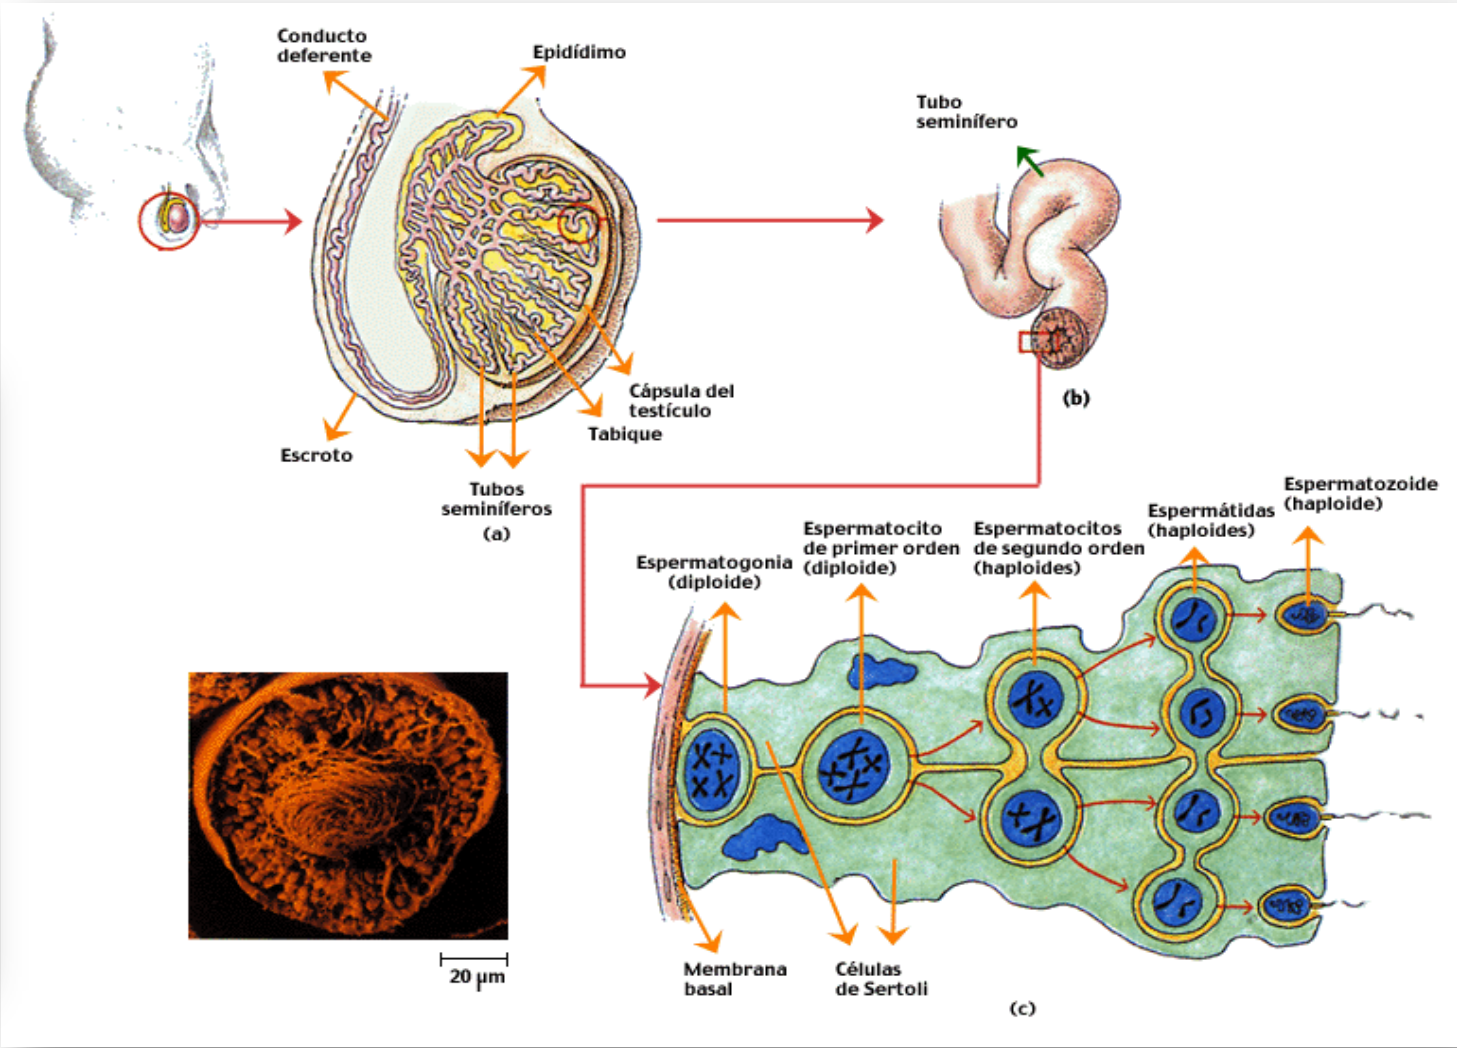 Conducto
deferente
Epidídimo
Tubo
seminífero
Cápsula del
testículo
Tabique
Escroto
Tubos
seminíferos
(a)
(b)
Espermatogonia
(diploide)
Espermatocito
de primer orden
(diploide)
Espermatocitos
de segundo orden
(haploides)
Espermátidas
(haploides)
Espermatozoide
(haploide)
Membrana
basal
Células
de Sertoli
(c)
20 µm